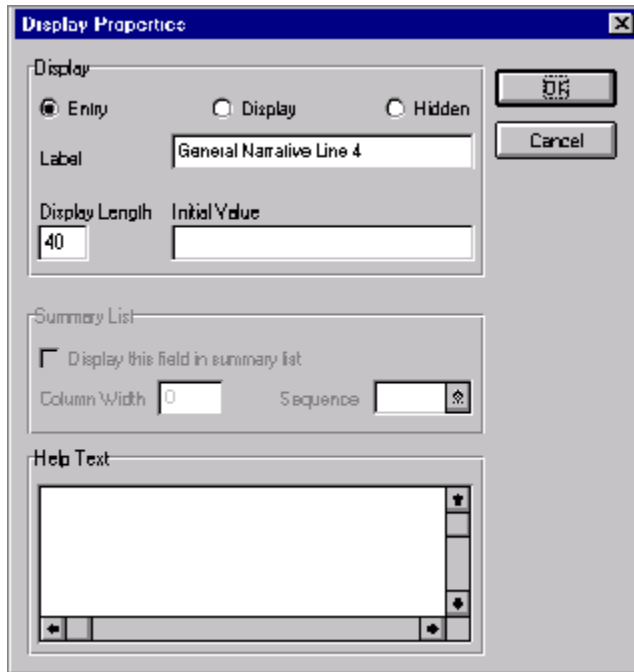 Display Properties
Display
Entry Display Hidden
OK
Cancel
Label General Narrative Line 4
Display Length Initial Value
40
Summary List
Display this field in summary list
Column Width 0 Sequence
Help Text